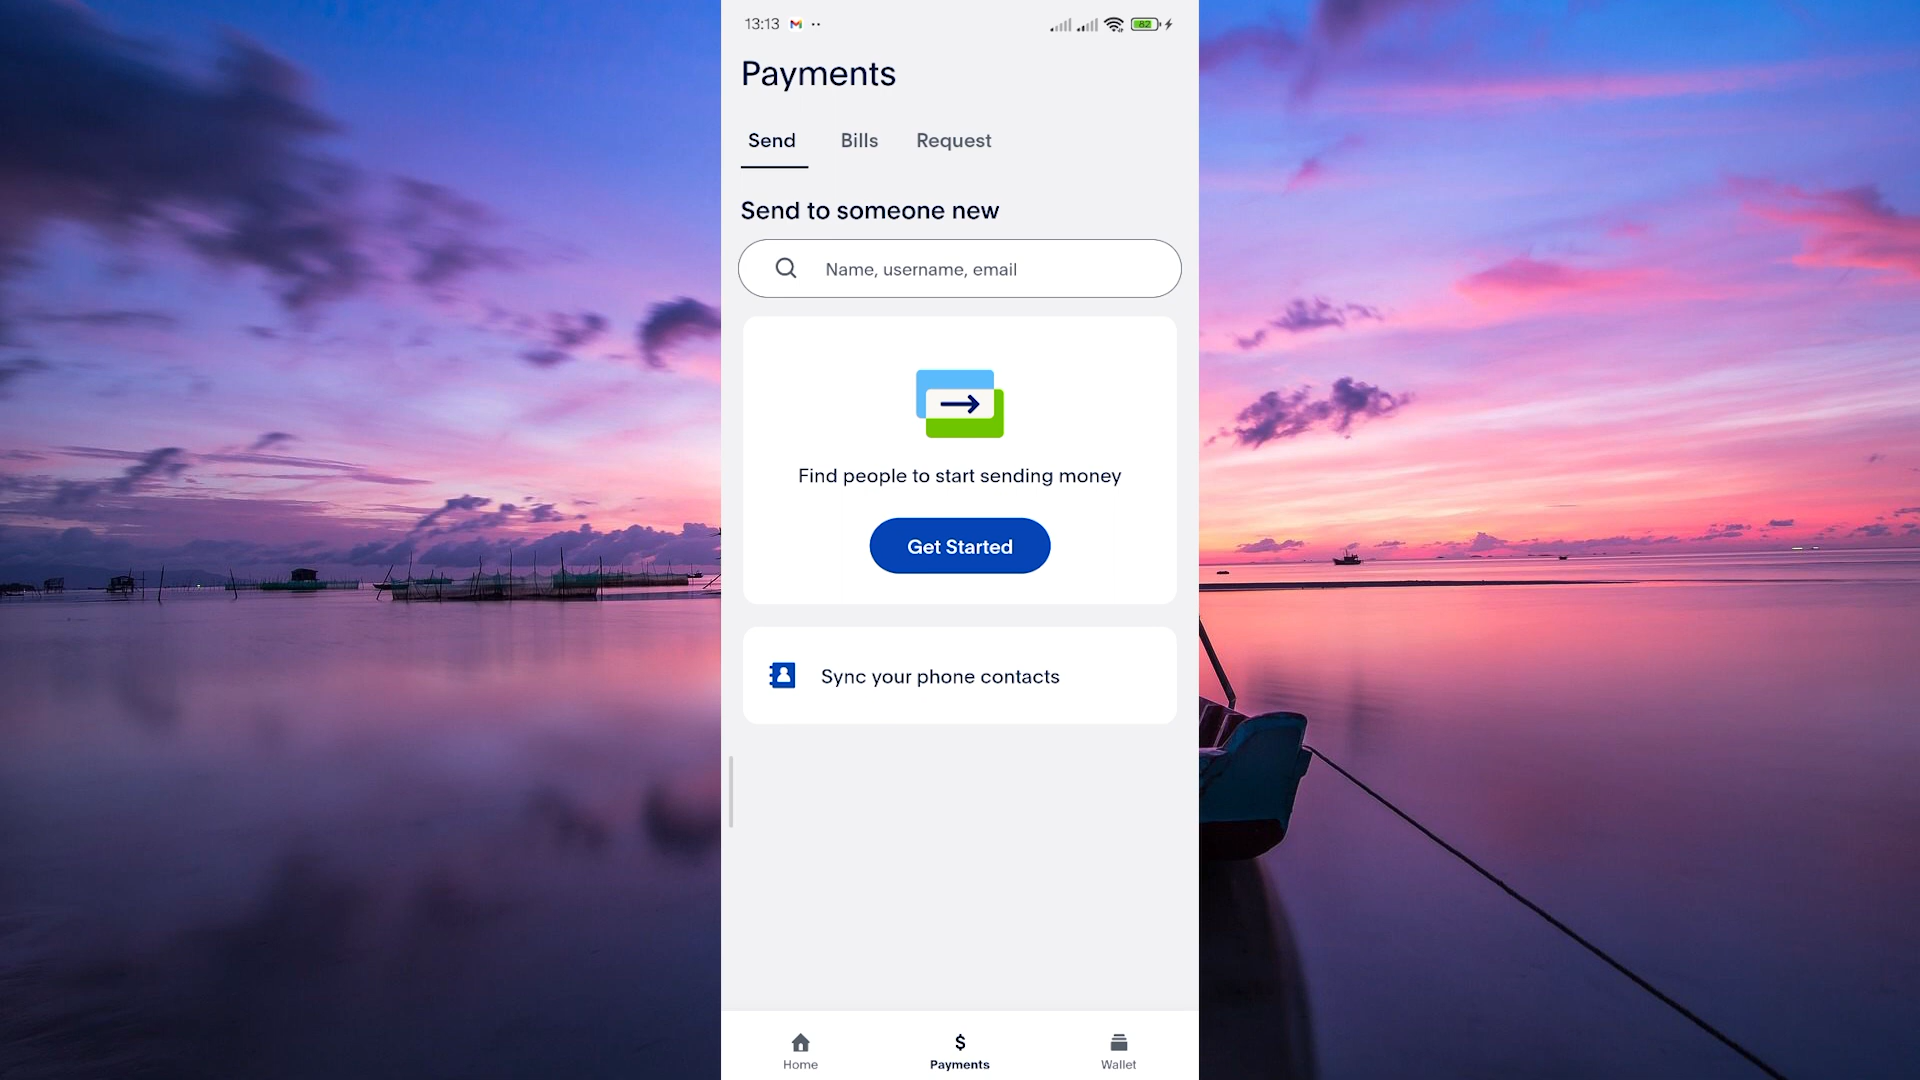 13:13
82
Payments
Send Bills Request
Send to someone new
Name, username, email
Find people to start sending money
Get Started
Sync your phone contacts
$
Home Payments Wallet